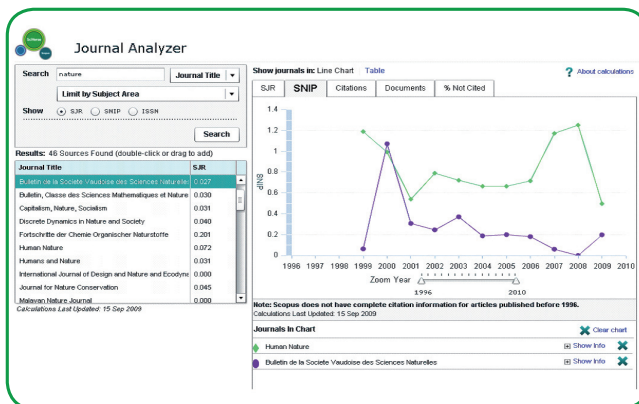 Journal Analyzer
Search nature Journal Title
Limit by Subject Area
Show SJR SNIP ISSN
Search
Results: 46 Sources Found (double-click or drag to add)
Journal Title SJR
Bulletin de la Societe Vaudoise des Sciences Naturelles 0.027
Bulletin, Classe des Sciences Mathematiques et Nature 0.030
Capitalism, Nature, Socialism 0.031
Discrete Dynamics in Nature and Society 0.040
Fortschritte der Chemie Organischer Naturstoffe 0.201
Human Nature 0.072
Humans and Nature 0.031
International Journal of Design and Nature and Ecodyna 0.000
Journal for Nature Conservation 0.045
Malayan Nature Journal 0.000
Calculations Last Updated: 15 Sep 2009
Show journals in: Line Chart Table
? About calculations
SJR SNIP Citations Documents % Not Cited
1.4
1.2
1
0.8
0.6
0.4
0.2
0
SNIP
1996 1997 1998 1999 2000 2001 2002 2003 2004 2005 2006 2007 2008 2009 2010
Zoom Year
1996 2010
Note: Scopus does not have complete citation information for articles published before 1996.
Calculations Last Updated: 15 Sep 2009
Journals In Chart Clear chart
Human Nature Show Info
Bulletin de la Societe Vaudoise des Sciences Naturelles Show Info